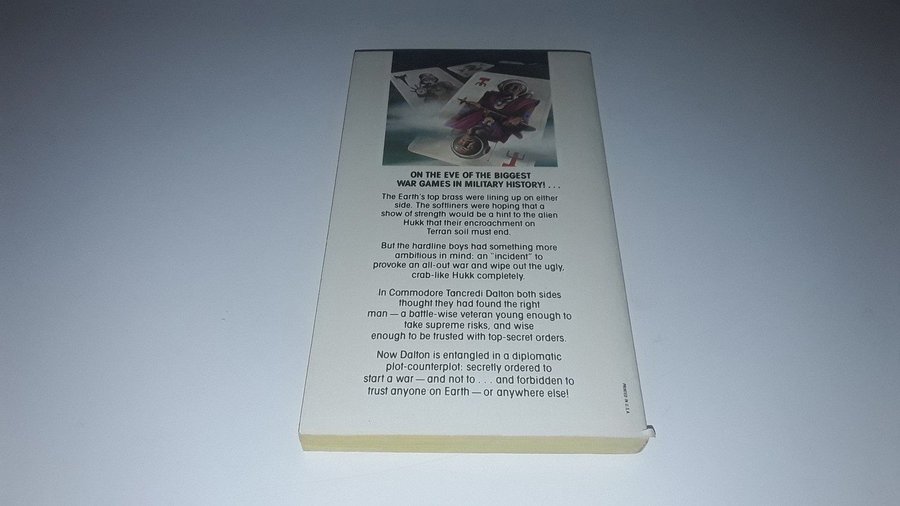 ON THE EVE OF THE BIGGEST
WAR GAMES IN MILITARY HISTORY! . . .
The Earth's top brass were lining up on either
side. The softliners were hoping that a
show of strength would be a hint to the alien
Hukk that their encroachment on
Terran soil must end.
But the hardline boys had something more
ambitious in mind: an "incident" to
provoke an all-out war and wipe out the ugly,
crab-like Hukk completely.
In Commodore Tancredi Dalton both sides
thought they had found the right
man — a battle-wise veteran young enough to
take supreme risks, and wise
enough to be trusted with top-secret orders.
Now Dalton is entangled in a diplomatic
plot-counterplot: secretly ordered to
start a war — and not to . . . and forbidden to
trust anyone on Earth — or anywhere else!
PRINTED IN U.S.A.